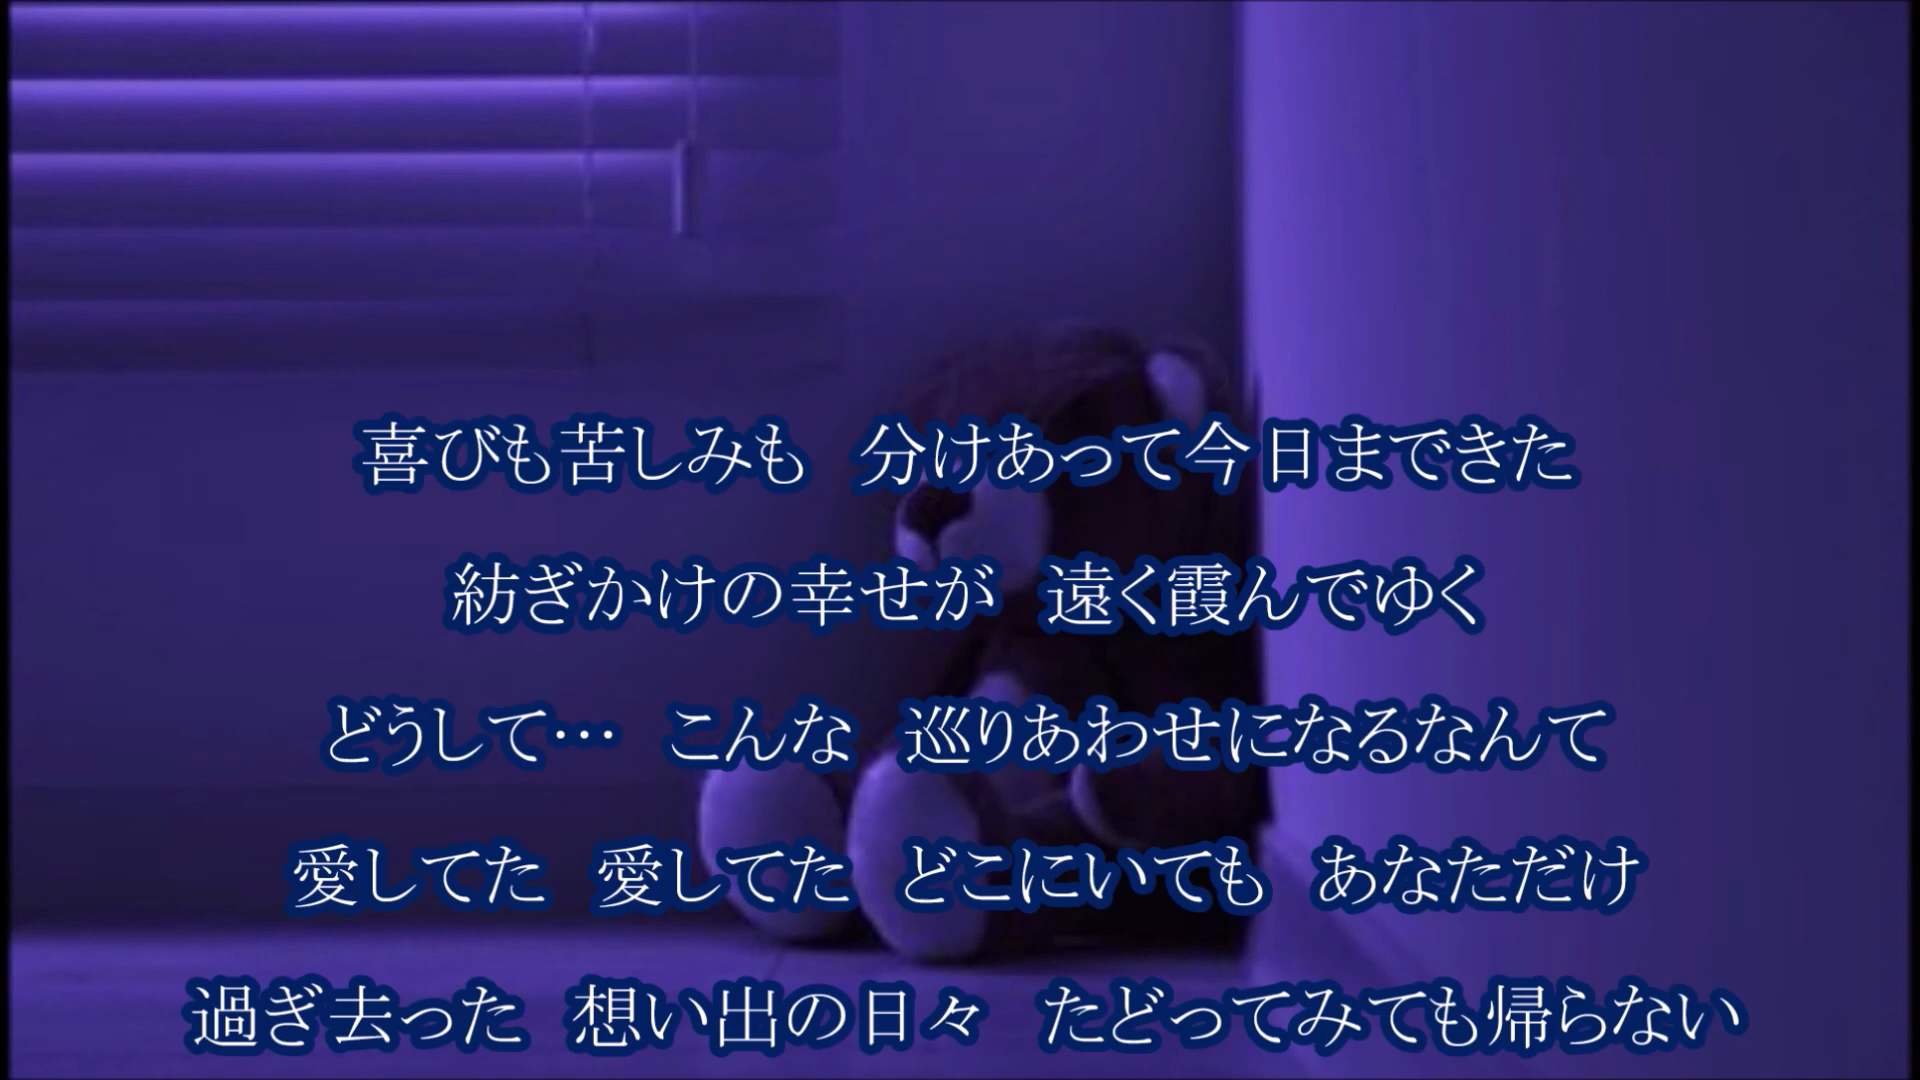 喜びも苦しみも　分けあって今日まできた
紡ぎかけの幸せが　遠く霞んでゆく
どうして…　こんな　巡りあわせになるなんて
愛してた　愛してた　どこにいても　あなただけ
過ぎ去った　想い出の日々　たどってみても帰らない